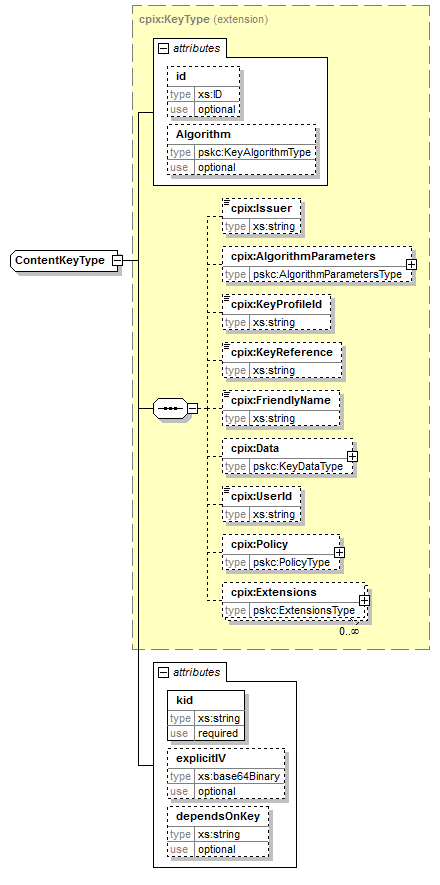 cpix:KeyType (extension)
attributes
id
type xs:ID
use optional
Algorithm
type pskc:KeyAlgorithmType
use optional
cpix:Issuer
type xs:string
cpix:AlgorithmParameters
type pskc:AlgorithmParametersType
ContentKeyType
cpix:KeyProfileId
type xs:string
cpix:KeyReference
type xs:string
cpix:FriendlyName
type xs:string
cpix:Data
type pskc:KeyDataType
cpix:UserId
type xs:string
cpix:Policy
type pskc:PolicyType
cpix:Extensions
type pskc:ExtensionsType
0..∞
attributes
kid
type xs:string
use required
explicitIV
type xs:base64Binary
use optional
dependsOnKey
type xs:string
use optional